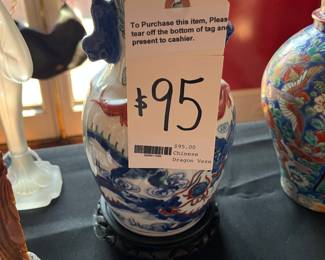 To Purchase this item, Please
tear off the bottom of tag and
present to cashier.
$95
$95.00
Chinese
Dragon Vase